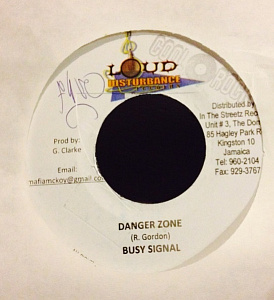 LOUD
DISTURBANCE
Prod by:
G. Clarke
Email:
mafiamckoy@gmail.co
Distributed by
In The Streetz Rec
Unit # 3, The Don
85 Hagley Park R
Kingston 10
Jamaica
Tel: 960-2104
Fax: 929-3767
DANGER ZONE
(R. Gordon)
BUSY SIGNAL